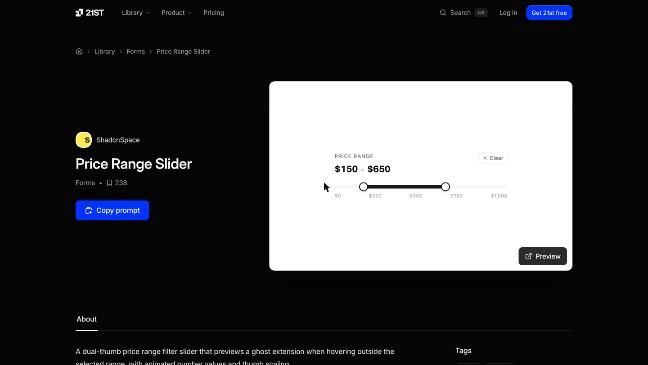 21ST
Library
Product
Pricing
Search
⌘K
Log in
Get 21st free
Library
Forms
Price Range Slider
$
ShadcnSpace
Price Range Slider
Forms • 238
Copy prompt
PRICE RANGE
$150 – $650
Clear
$0
$250
$500
$750
$1000
Preview
About
A dual-thumb price range filter slider that previews a ghost extension when hovering outside the
selected range, with animated number values and thumb scaling.
Tags